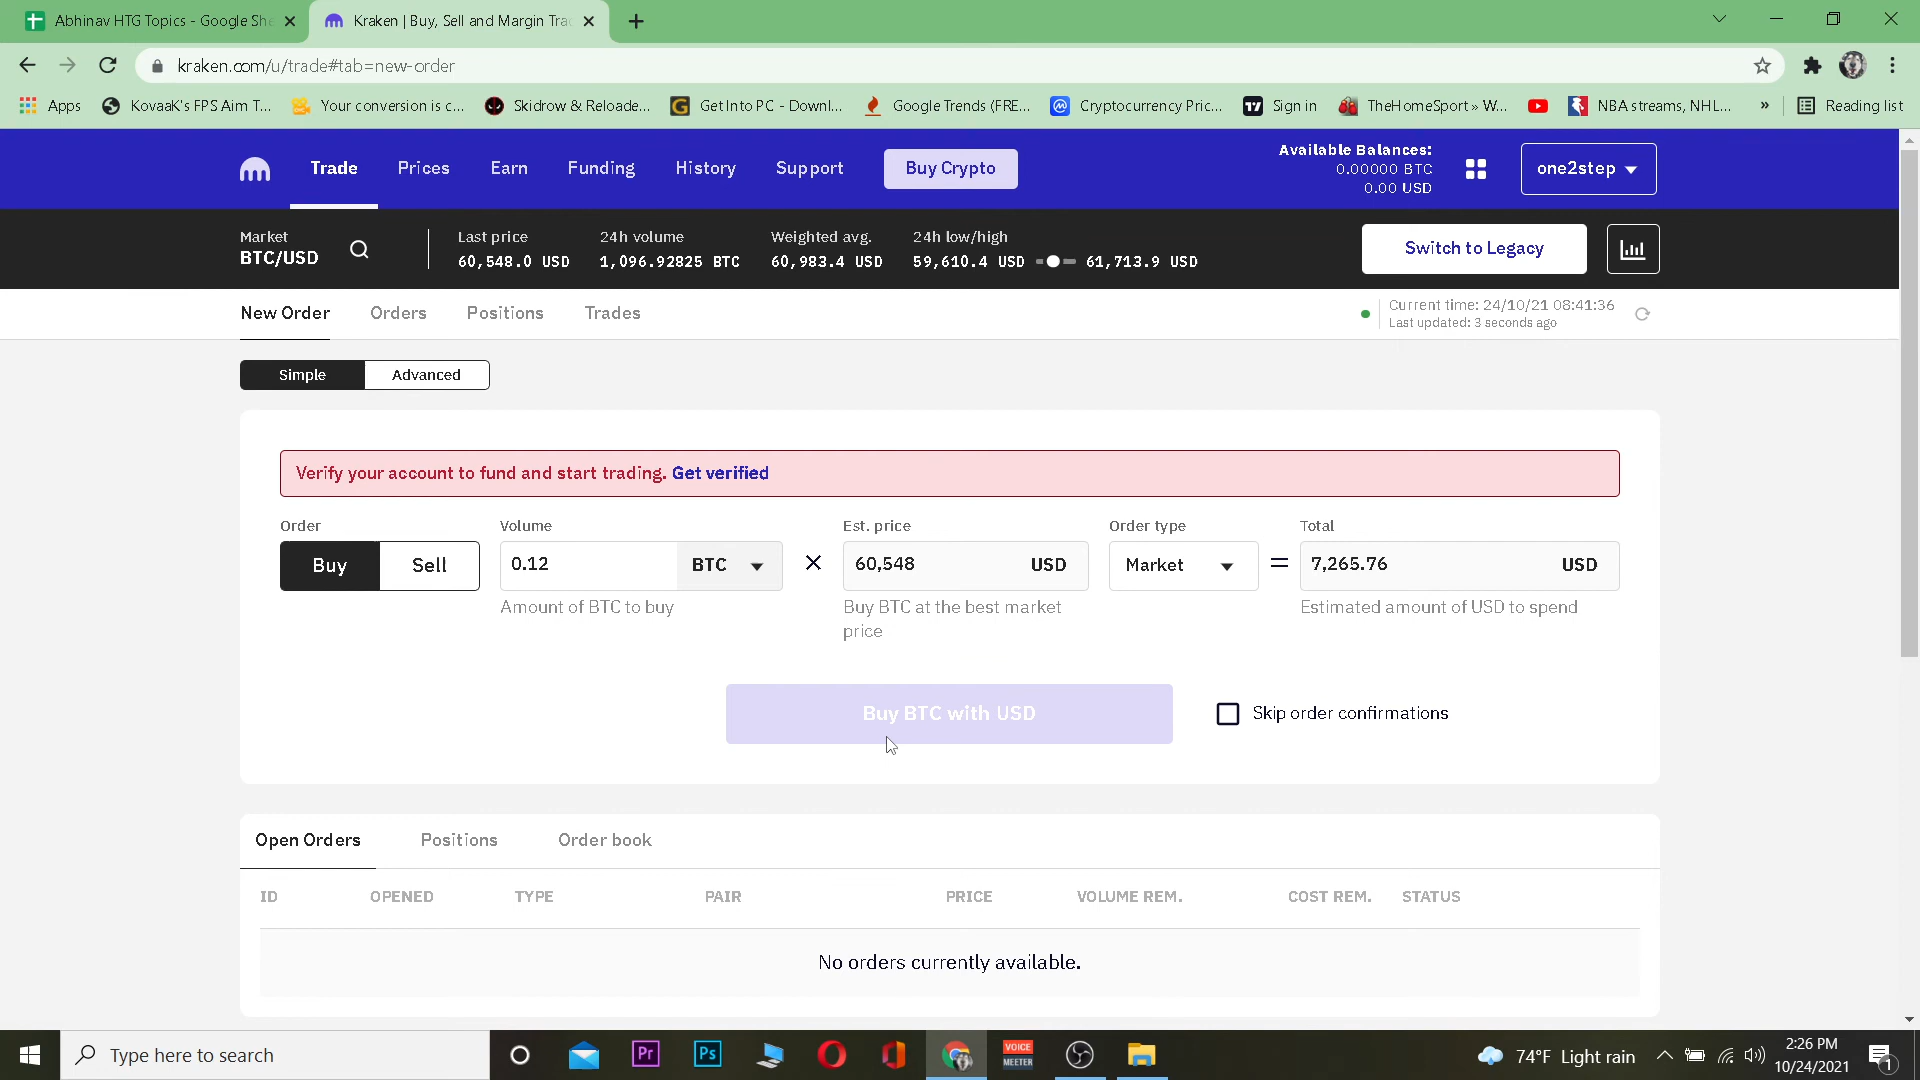 Abhinav HTG Topics - Google She
Kraken | Buy, Sell and Margin Tra
kraken.com/u/trade#tab=new-order
Apps
KovaaK's FPS Aim T...
Your conversion is c...
Skidrow & Reloade...
Get Into PC - Downl...
Google Trends (FRE...
Cryptocurrency Pric...
Sign in
TheHomeSport » W...
NBA streams, NHL...
»
Reading list
Trade
Prices
Earn
Funding
History
Support
Buy Crypto
Available Balances:
0.00000 BTC
0.00 USD
one2step
Market
BTC/USD
Last price
60,548.0 USD
24h volume
1,096.92825 BTC
Weighted avg.
60,983.4 USD
24h low/high
59,610.4 USD
61,713.9 USD
Switch to Legacy
New Order
Orders
Positions
Trades
Current time: 24/10/21 08:41:36
Last updated: 3 seconds ago
Simple
Advanced
Verify your account to fund and start trading. Get verified
Order
Volume
Est. price
Order type
Total
Buy
Sell
0.12
BTC
×
60,548
USD
Market
=
7,265.76
USD
Amount of BTC to buy
Buy BTC at the best market
price
Estimated amount of USD to spend
Buy BTC with USD
Skip order confirmations
Open Orders
Positions
Order book
ID
OPENED
TYPE
PAIR
PRICE
VOLUME REM.
COST REM.
STATUS
No orders currently available.
Type here to search
Pr
Ps
VOICE
MEETER
74°F Light rain
2:26 PM
10/24/2021
1